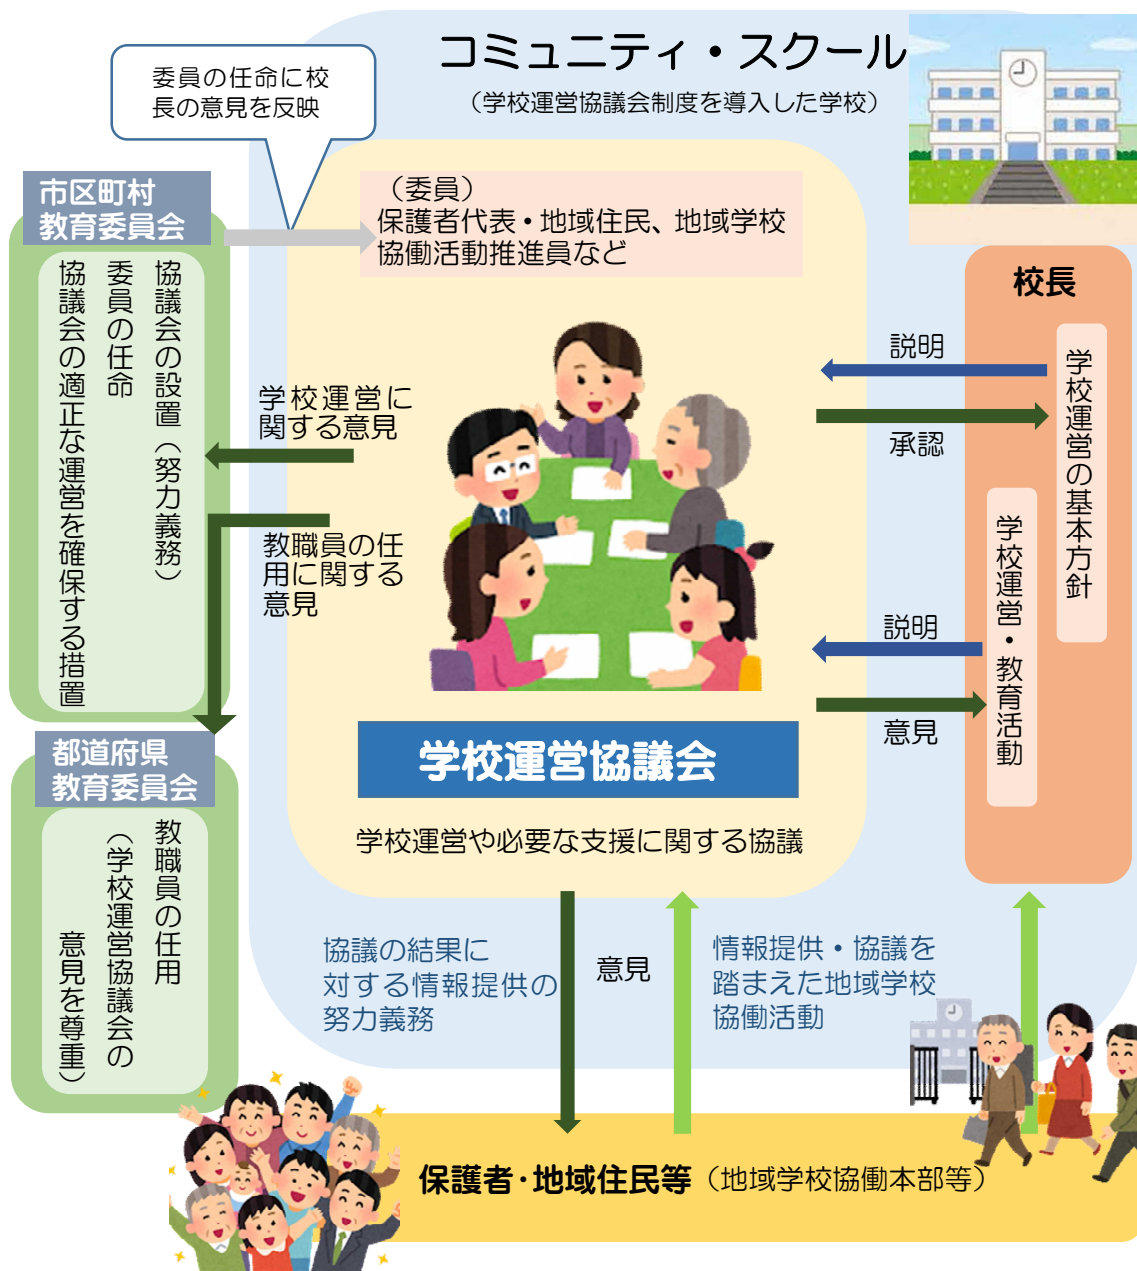 コミュニティ・スクール
（学校運営協議会制度を導入した学校）
委員の任命に校
長の意見を反映
市区町村
教育委員会
協議会の設置（努力義務）
委員の任命
協議会の適正な運営を確保する措置
（委員）
保護者代表・地域住民、地域学校
協働活動推進員など
校長
学校運営の基本方針
学校運営・教育活動
説明
承認
説明
意見
学校運営に
関する意見
教職員の任
用に関する
意見
学校運営協議会
学校運営や必要な支援に関する協議
都道府県
教育委員会
教職員の任用
（学校運営協議会の
意見を尊重）
協議の結果に
対する情報提供の
努力義務
意見
情報提供・協議を
踏まえた地域学校
協働活動
保護者・地域住民等（地域学校協働本部等）